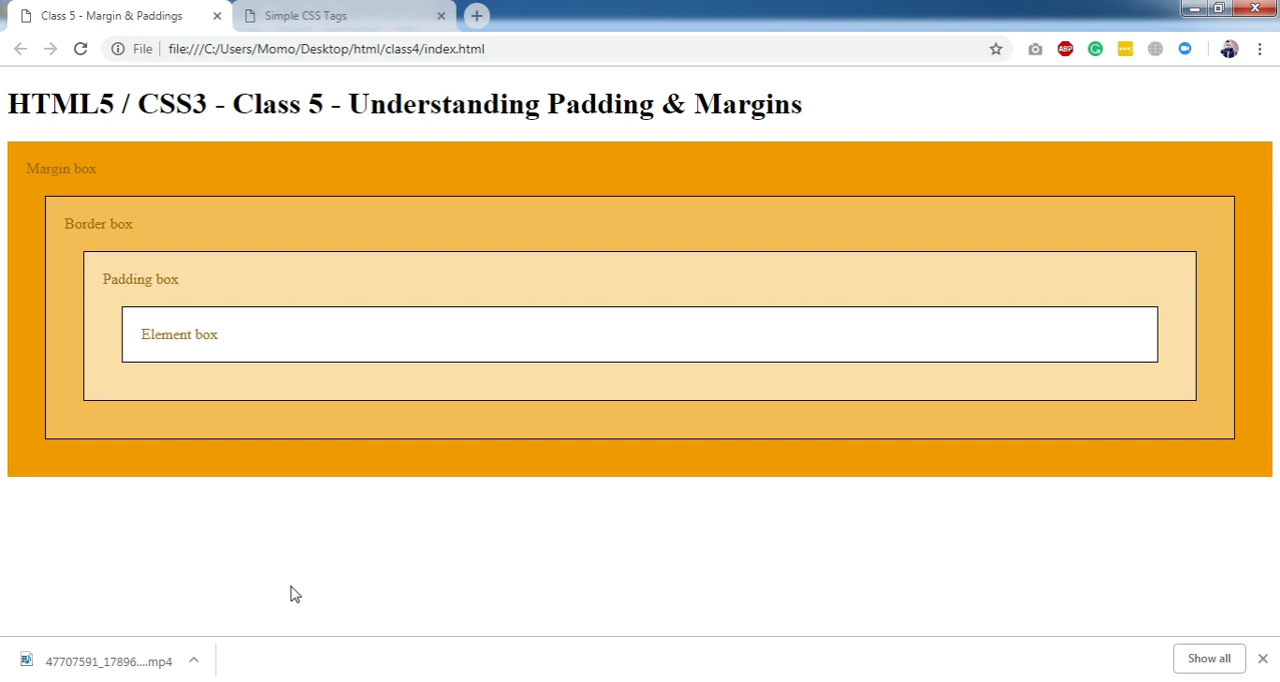 Class 5 - Margin & Paddings
Simple CSS Tags
File file:///C:/Users/Momo/Desktop/html/class4/index.html
ABP
HTML5 / CSS3 - Class 5 - Understanding Padding & Margins
Margin box
Border box
Padding box
Element box
47707591_17896....mp4
Show all